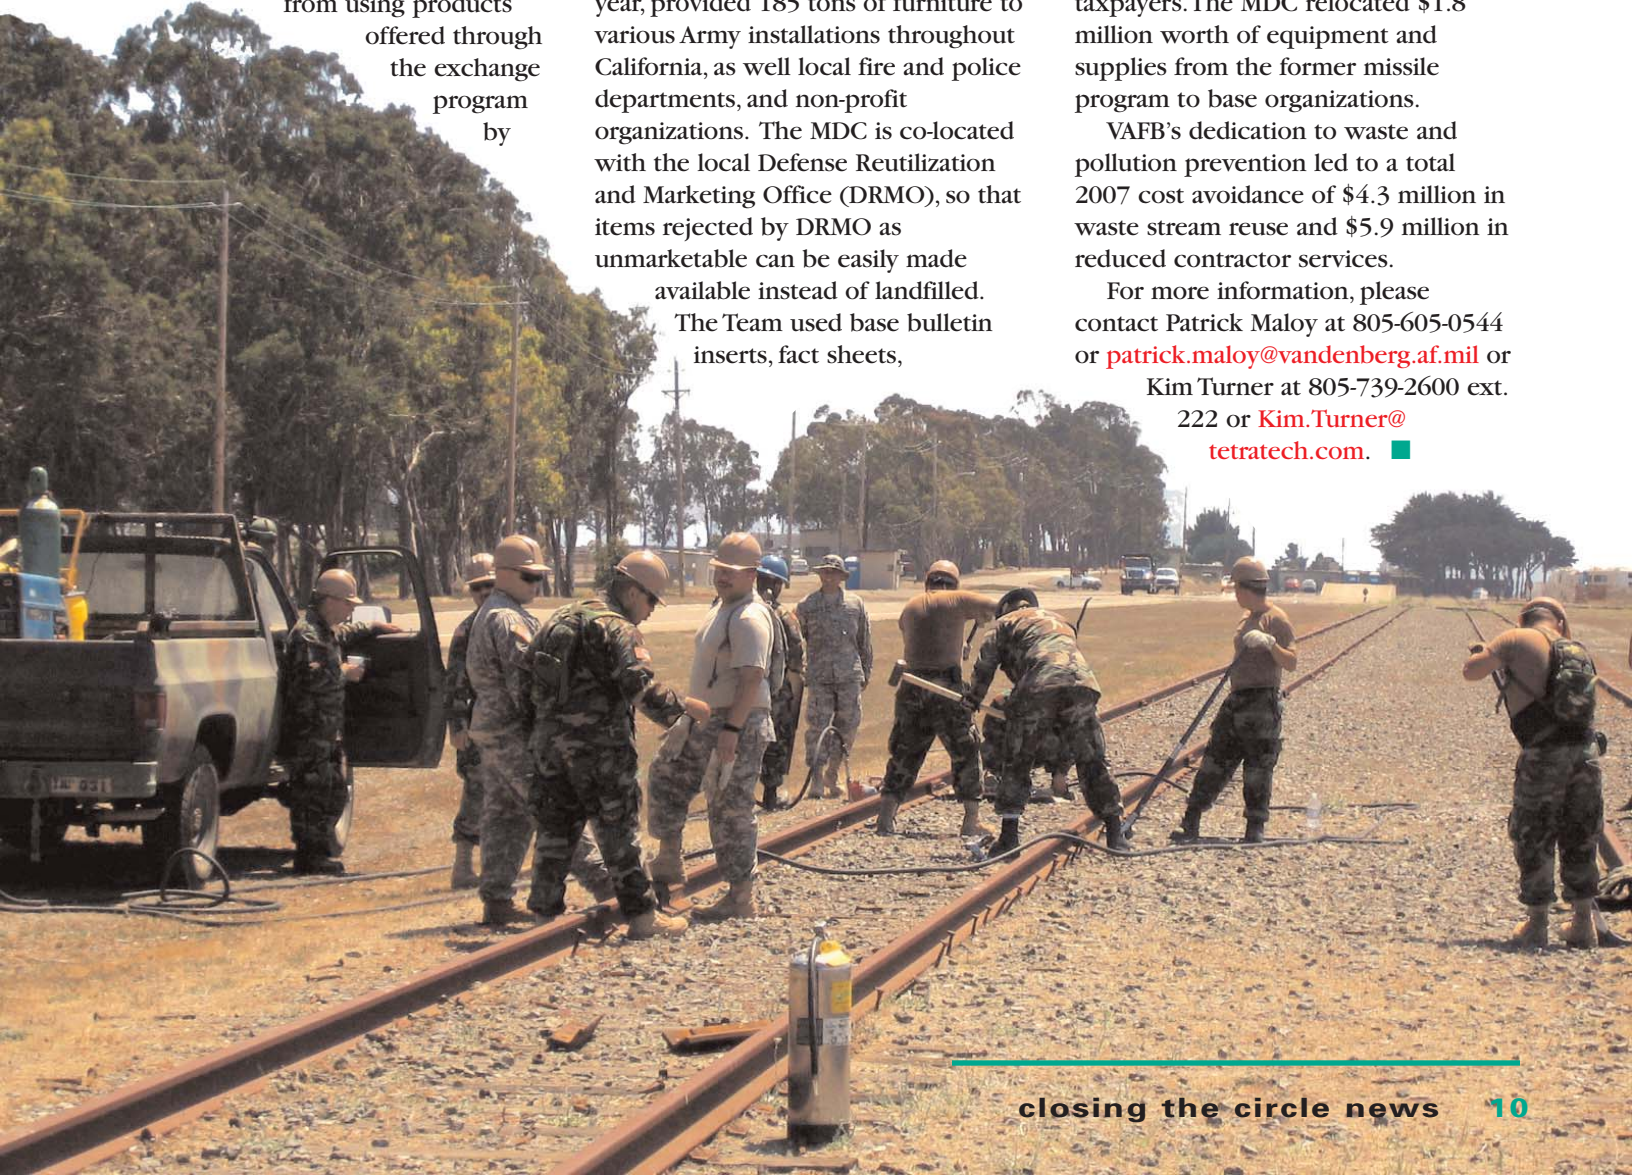 from using products
offered through
the exchange
program
by
year, provided 185 tons of furniture to
various Army installations throughout
California, as well local fire and police
departments, and non-profit
organizations. The MDC is co-located
with the local Defense Reutilization
and Marketing Office (DRMO), so that
items rejected by DRMO as
unmarketable can be easily made
available instead of landfilled.
The Team used base bulletin
inserts, fact sheets,
taxpayers. The MDC relocated $1.8
million worth of equipment and
supplies from the former missile
program to base organizations.
VAFB's dedication to waste and
pollution prevention led to a total
2007 cost avoidance of $4.3 million in
waste stream reuse and $5.9 million in
reduced contractor services.
For more information, please
contact Patrick Maloy at 805-605-0544
or patrick.maloy@vandenberg.af.mil or
Kim Turner at 805-739-2600 ext.
222 or Kim.Turner@
tetratech.com.
closing the circle news 10